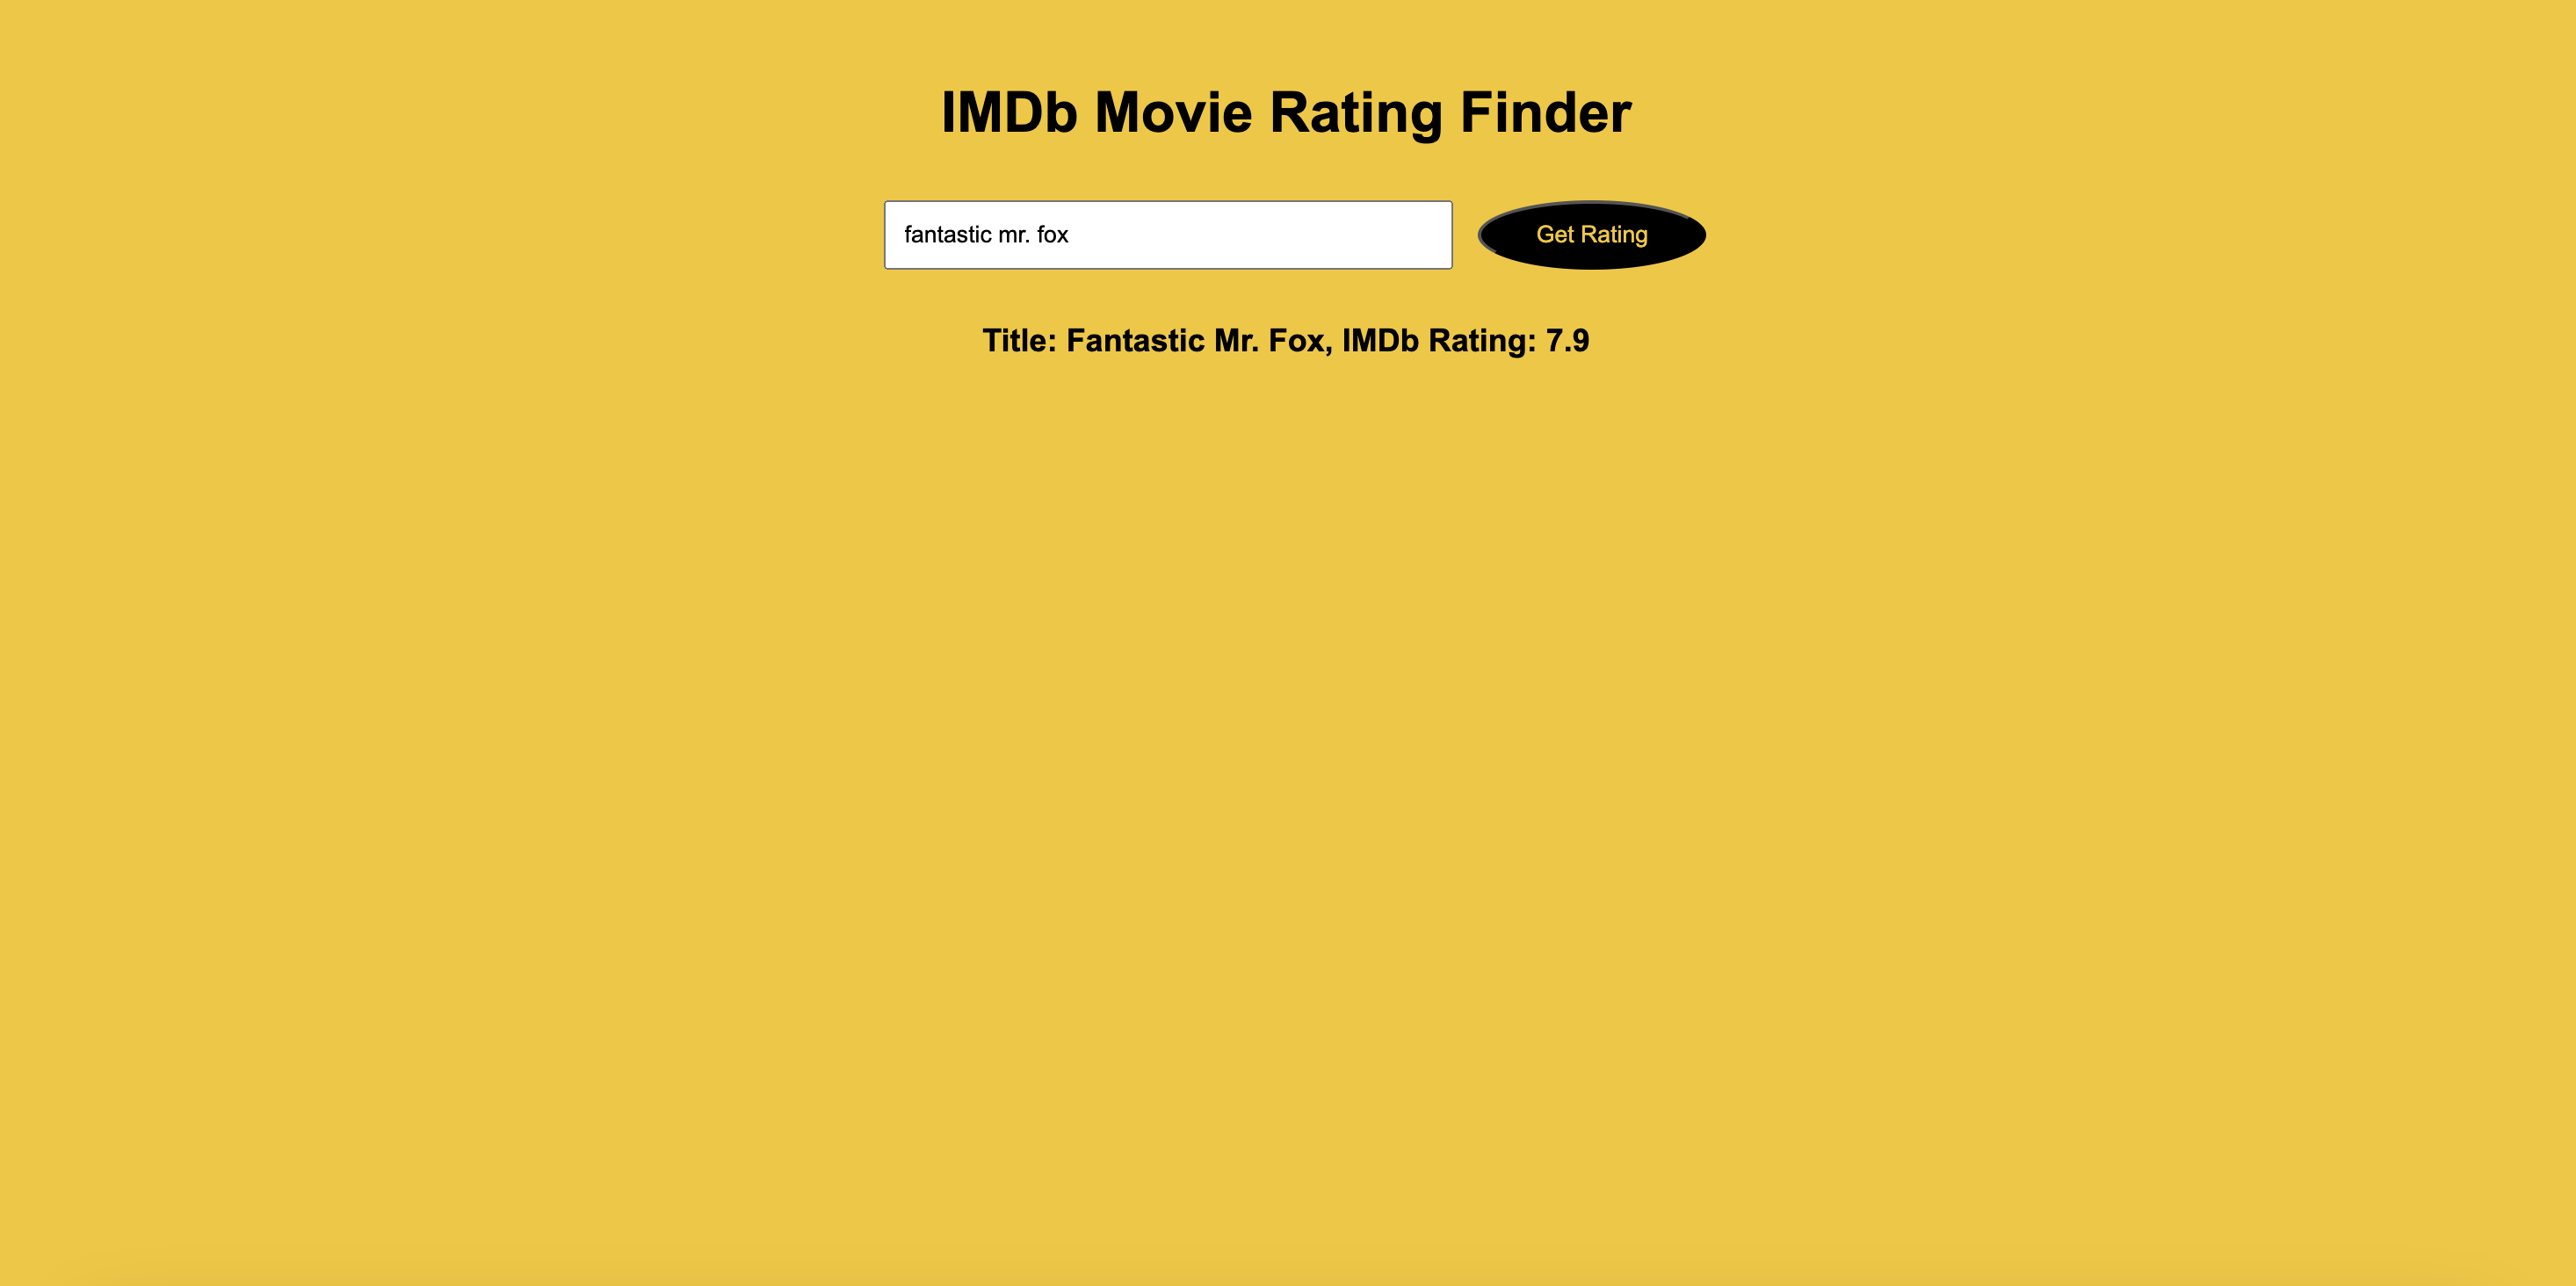 IMDb Movie Rating Finder
fantastic mr. fox
Get Rating
Title: Fantastic Mr. Fox, IMDb Rating: 7.9